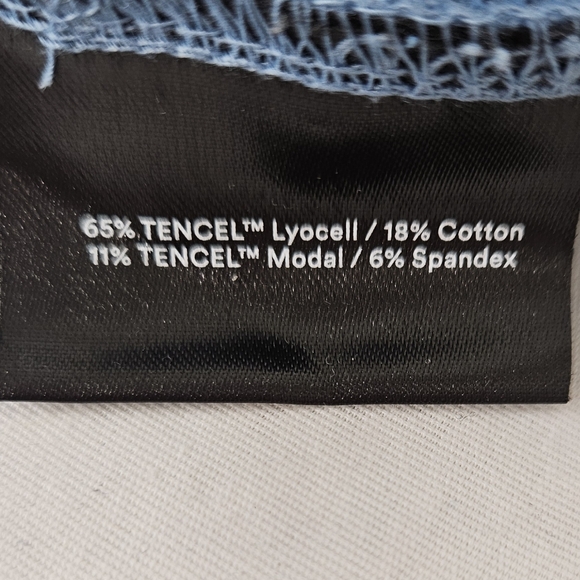 65% TENCEL™ Lyocell / 18% Cotton
11% TENCEL™ Modal / 6% Spandex